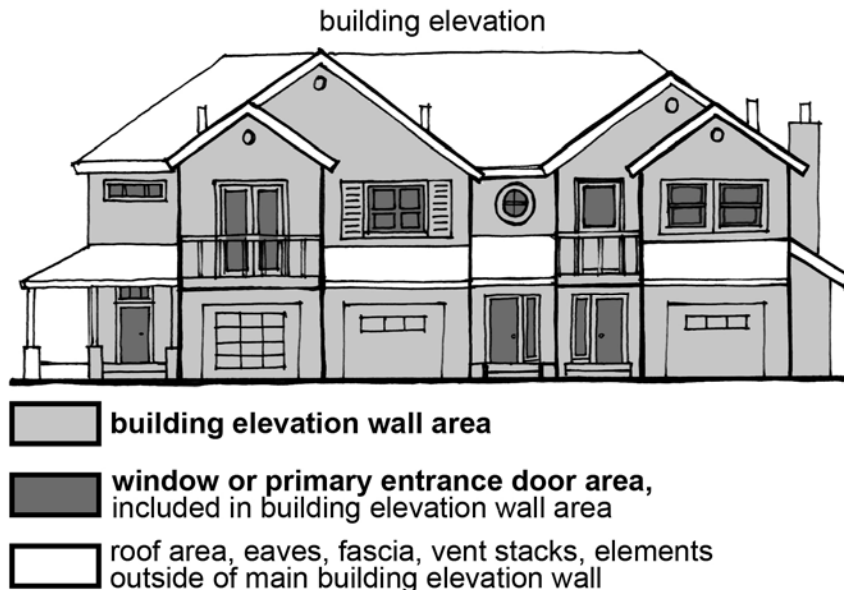 building elevation
building elevation wall area
window or primary entrance door area,
included in building elevation wall area
roof area, eaves, fascia, vent stacks, elements
outside of main building elevation wall